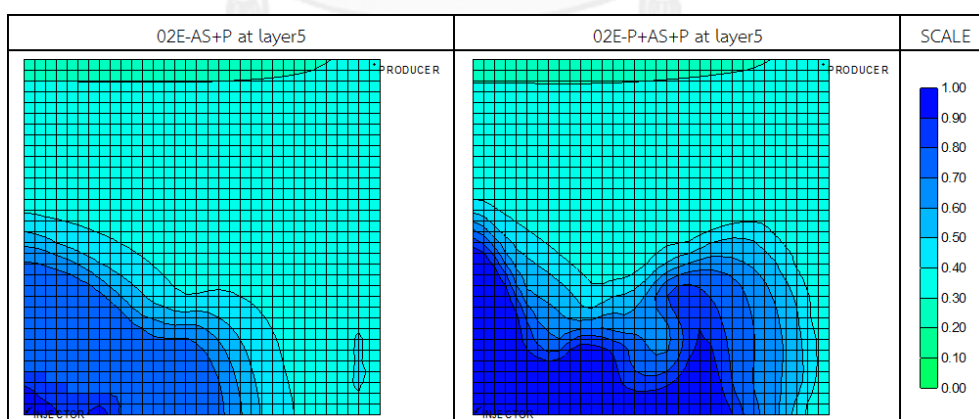 02E-AS+P at layer5
02E-P+AS+P at layer5
SCALE
PRODUCER
PRODUCER
1.00
0.90
0.80
0.70
0.60
0.50
0.40
0.30
0.20
0.10
0.00
INJECTOR
INJECTOR